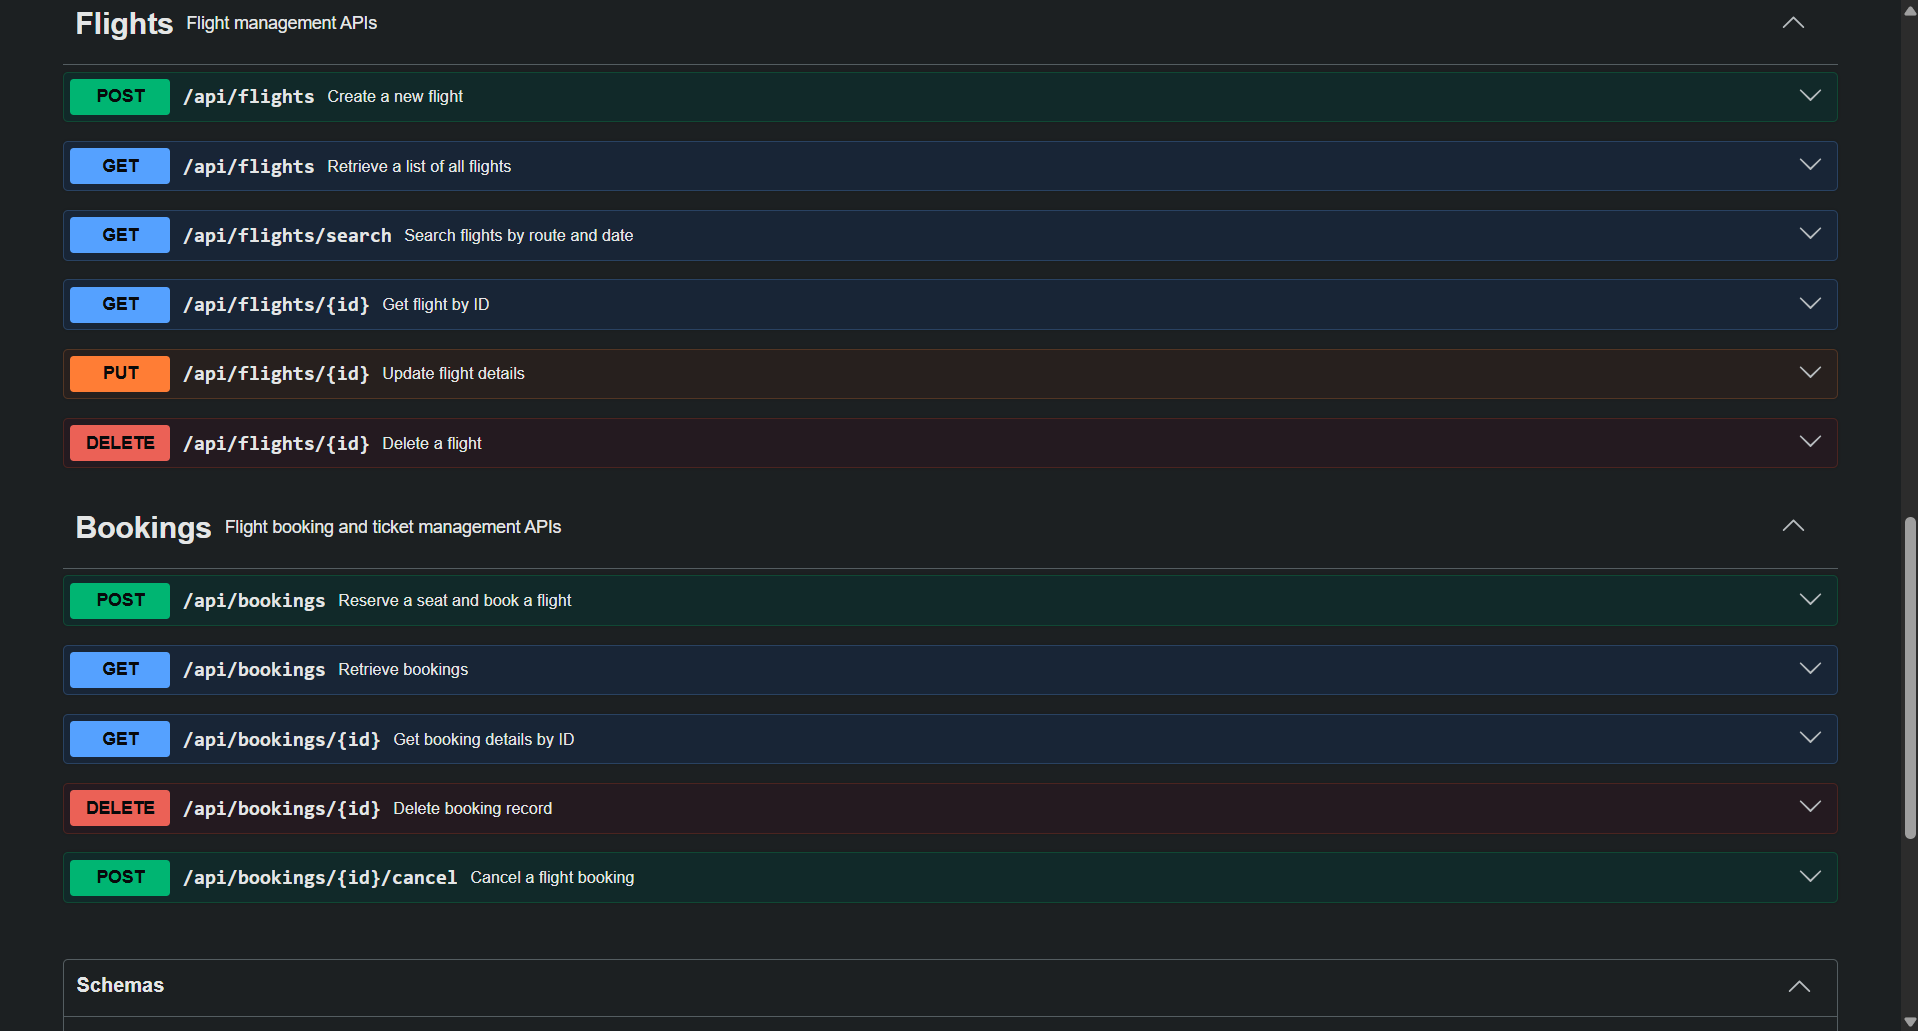 Flights Flight management APIs
POST /api/flights Create a new flight
GET /api/flights Retrieve a list of all flights
GET /api/flights/search Search flights by route and date
GET /api/flights/{id} Get flight by ID
PUT /api/flights/{id} Update flight details
DELETE /api/flights/{id} Delete a flight
Bookings Flight booking and ticket management APIs
POST /api/bookings Reserve a seat and book a flight
GET /api/bookings Retrieve bookings
GET /api/bookings/{id} Get booking details by ID
DELETE /api/bookings/{id} Delete booking record
POST /api/bookings/{id}/cancel Cancel a flight booking
Schemas